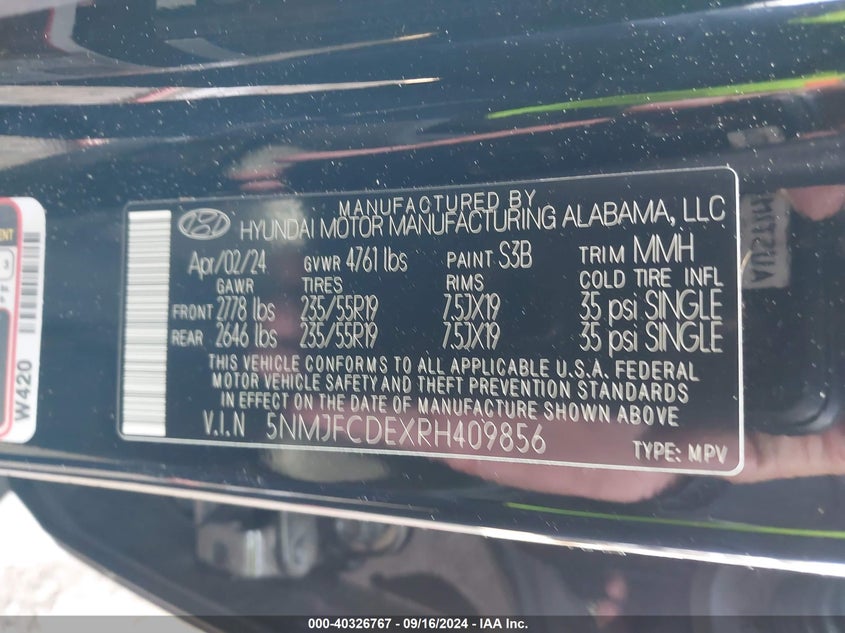 MANUFACTURED BY
HYUNDAI MOTOR MANUFACTURING ALABAMA, LLC
Apr/02/24 GVWR 4761 lbs PAINT S3B TRIM MMH
GAWR TIRES RIMS COLD TIRE INFL
FRONT 2778 lbs 235/55R19 7.5JX19 35 psi SINGLE
REAR 2646 lbs 235/55R19 7.5JX19 35 psi SINGLE
THIS VEHICLE CONFORMS TO ALL APPLICABLE U.S.A. FEDERAL
MOTOR VEHICLE SAFETY AND THEFT PREVENTION STANDARDS
IN EFFECT ON THE DATE OF MANUFACTURE SHOWN ABOVE
V.I.N 5NMJFCDEXRH409856
TYPE: MPV
W420
000-40326767 - 09/16/2024 - IAA Inc.